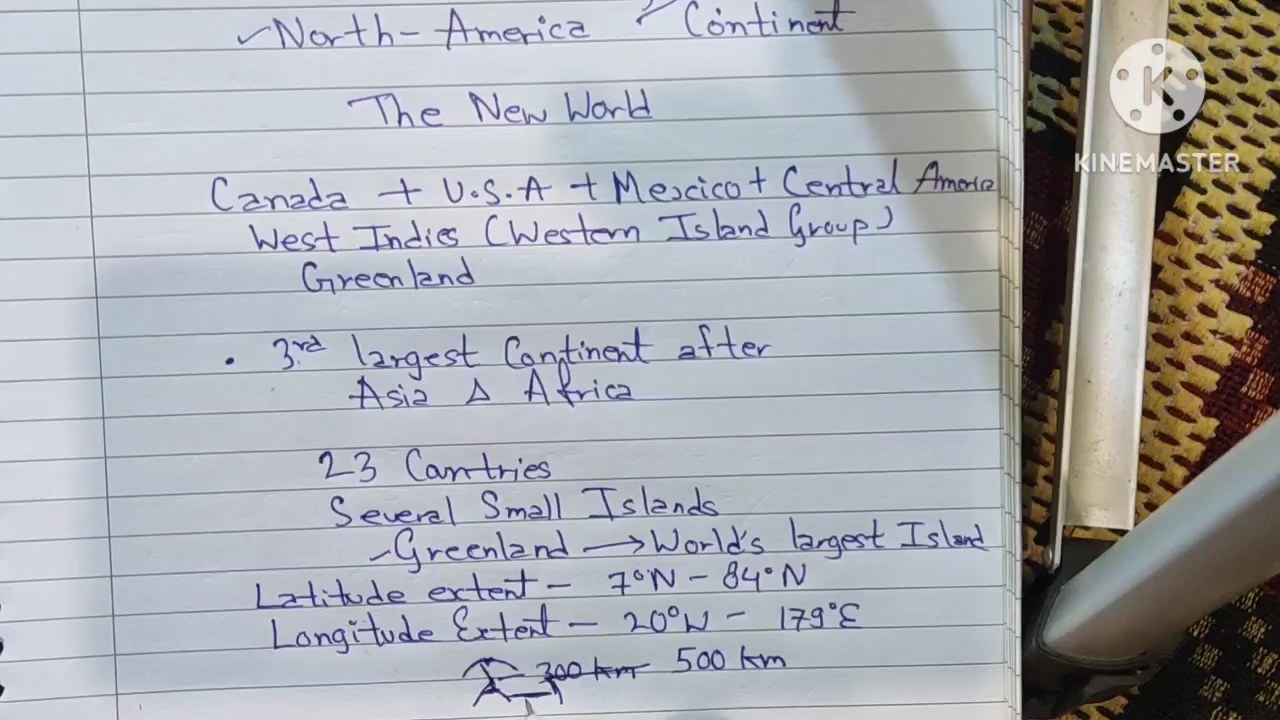 North-America Continent
The New World
Canada + U.S.A + Mexico + Central America
West Indies (Western Island Group)
Greenland
• 3rd largest Continent after
Asia Δ Africa
23 Countries
Several Small Islands
Greenland → World's largest Island
Latitude extent - 7°N - 84°N
Longitude Extent - 20°W - 179°E
300 km 500 km
KINEMASTER